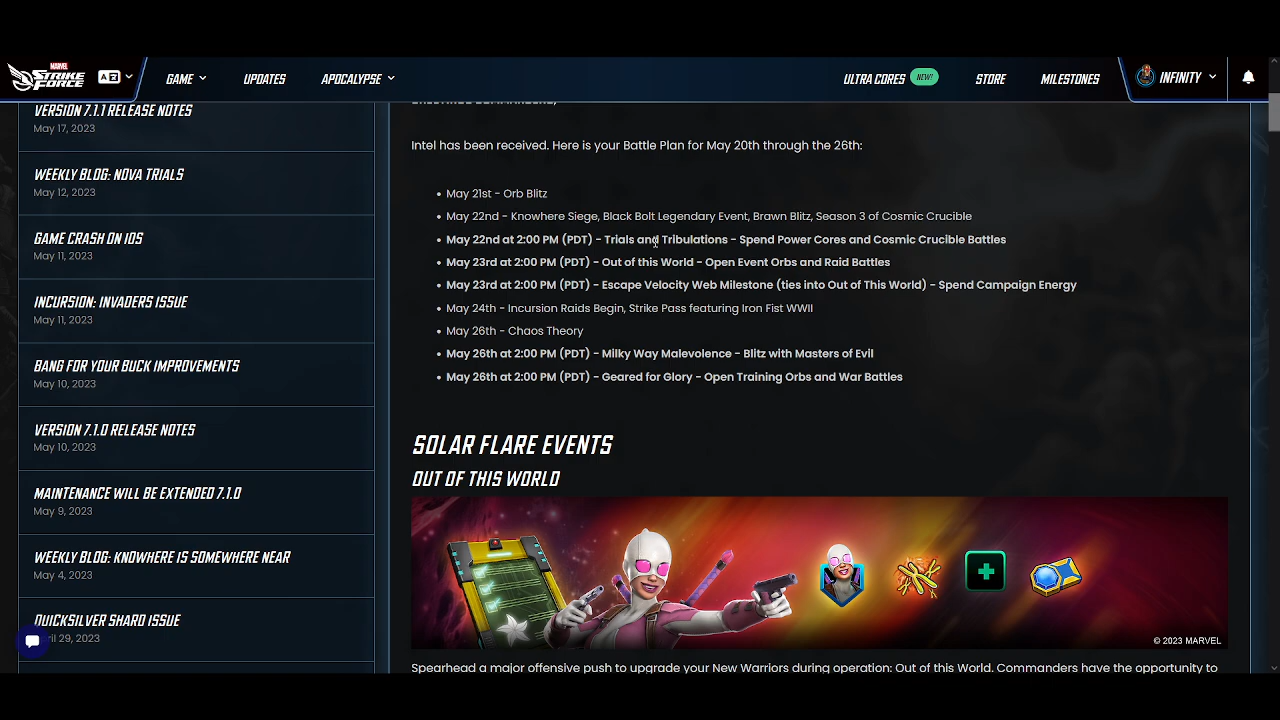 MARVEL
STRIKE FORCE
GAME
UPDATES
APOCALYPSE
ULTRA CORES NEW!
STORE
MILESTONES
INFINITY
VERSION 7.1.1 RELEASE NOTES
May 17, 2023
WEEKLY BLOG: NOVA TRIALS
May 12, 2023
GAME CRASH ON IOS
May 11, 2023
INCURSION: INVADERS ISSUE
May 11, 2023
BANG FOR YOUR BUCK IMPROVEMENTS
May 10, 2023
VERSION 7.1.0 RELEASE NOTES
May 10, 2023
MAINTENANCE WILL BE EXTENDED 7.1.0
May 9, 2023
WEEKLY BLOG: KNOWHERE IS SOMEWHERE NEAR
May 4, 2023
QUICKSILVER SHARD ISSUE
29, 2023
Intel has been received. Here is your Battle Plan for May 20th through the 26th:
• May 21st - Orb Blitz
• May 22nd - Knowhere Siege, Black Bolt Legendary Event, Brawn Blitz, Season 3 of Cosmic Crucible
• May 22nd at 2:00 PM (PDT) - Trials and Tribulations - Spend Power Cores and Cosmic Crucible Battles
• May 23rd at 2:00 PM (PDT) - Out of this World - Open Event Orbs and Raid Battles
• May 23rd at 2:00 PM (PDT) - Escape Velocity Web Milestone (ties into Out of This World) - Spend Campaign Energy
• May 24th - Incursion Raids Begin, Strike Pass featuring Iron Fist WWII
• May 26th - Chaos Theory
• May 26th at 2:00 PM (PDT) - Milky Way Malevolence - Blitz with Masters of Evil
• May 26th at 2:00 PM (PDT) - Geared for Glory - Open Training Orbs and War Battles
SOLAR FLARE EVENTS
OUT OF THIS WORLD
© 2023 MARVEL
Spearhead a major offensive push to upgrade your New Warriors during operation: Out of this World. Commanders have the opportunity to